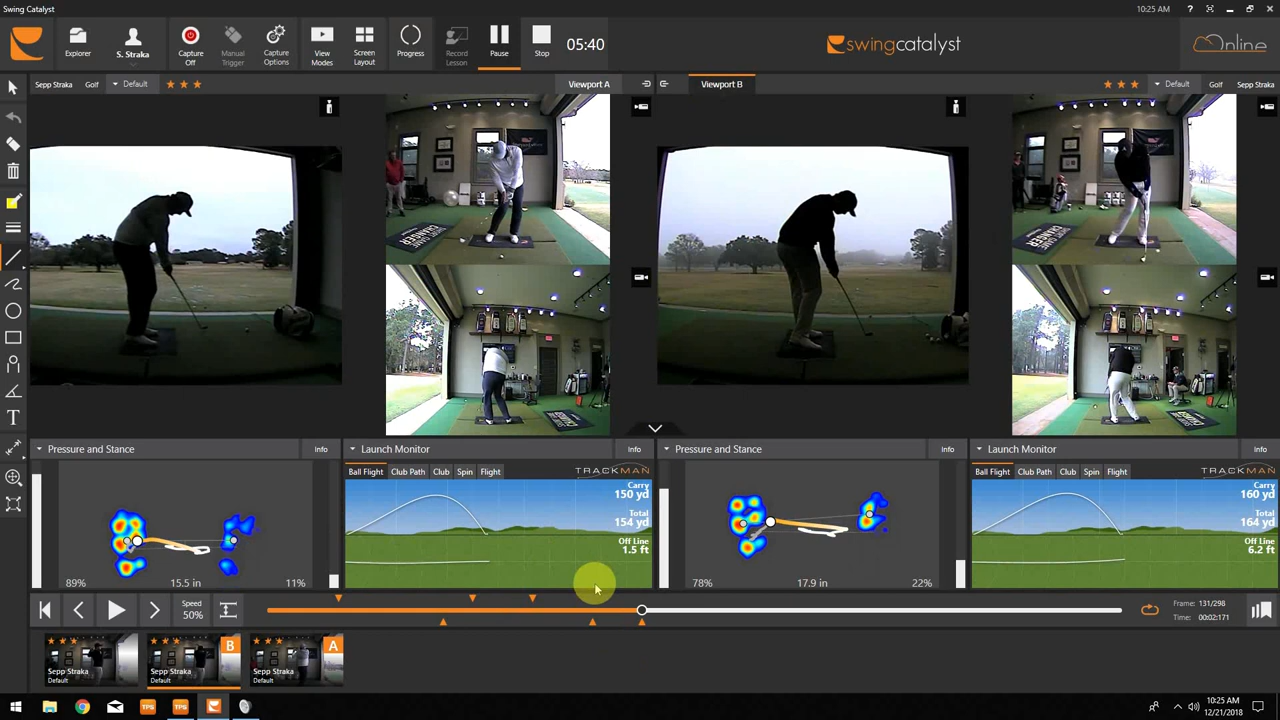 Swing Catalyst
10:25 AM
Explorer
S. Straka
Capture
Off
Manual
Trigger
Capture
Options
View
Modes
Screen
Layout
Progress
Record
Lesson
Pause
Stop
05:40
swingcatalyst
Online
Sepp Straka Golf Default Viewport A
Viewport B Default Golf Sepp Straka
Pressure and Stance Info
Launch Monitor Info
Pressure and Stance Info
Launch Monitor Info
Ball Flight Club Path Club Spin Flight TRACKMAN
Carry
150 yd
Total
154 yd
Off Line
1.5 ft
89% 15.5 in 11%
78% 17.9 in 22%
Ball Flight Club Path Club Spin Flight TRACKMAN
Carry
160 yd
Total
164 yd
Off Line
6.2 ft
Speed
50%
Frame: 131/298
Time: 00:02:171
Sepp Straka
Default
B
Sepp Straka
Default
A
Sepp Straka
Default
T
TPS
TPS
10:25 AM
12/21/2018